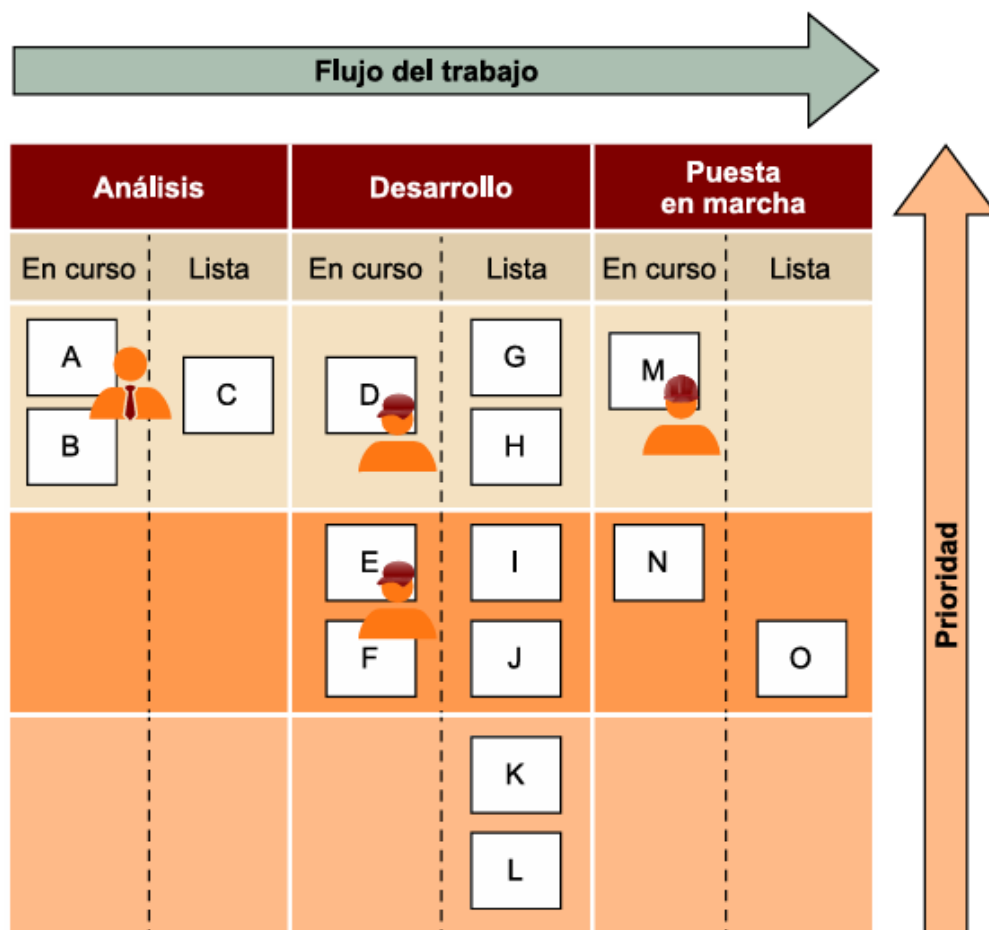 Flujo del trabajo
Análisis
Desarrollo
Puesta
en marcha
En curso
Lista
En curso
Lista
En curso
Lista
A
B
C
D
G
H
M
E
F
I
J
N
O
K
L
Prioridad